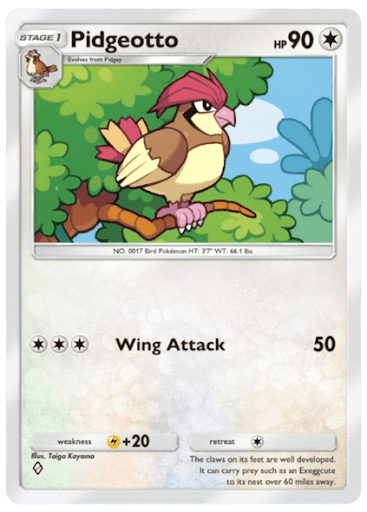 STAGE 1
Pidgeotto
HP 90
Evolves from Pidgey
NO. 0017 Bird Pokémon HT: 3'7" WT: 66.1 lbs.
Wing Attack 50
weakness +20 retreat
Illus. Taiga Kayama
The claws on its feet are well developed.
It can carry prey such as an Exeggcute
to its nest over 60 miles away.